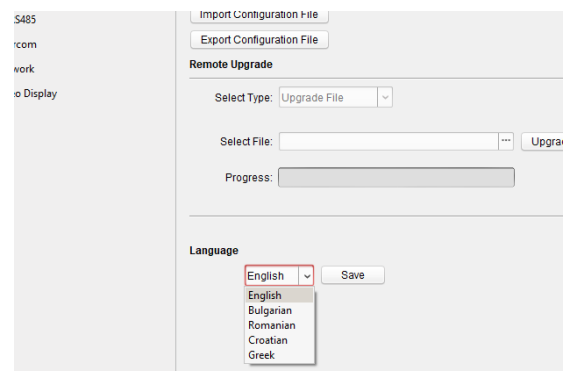 Import Configuration File
S485
Export Configuration File
rcom
Remote Upgrade
work
o Display
Select Type: Upgrade File
Select File: ... Upgra
Progress:
Language
English Save
English
Bulgarian
Romanian
Croatian
Greek